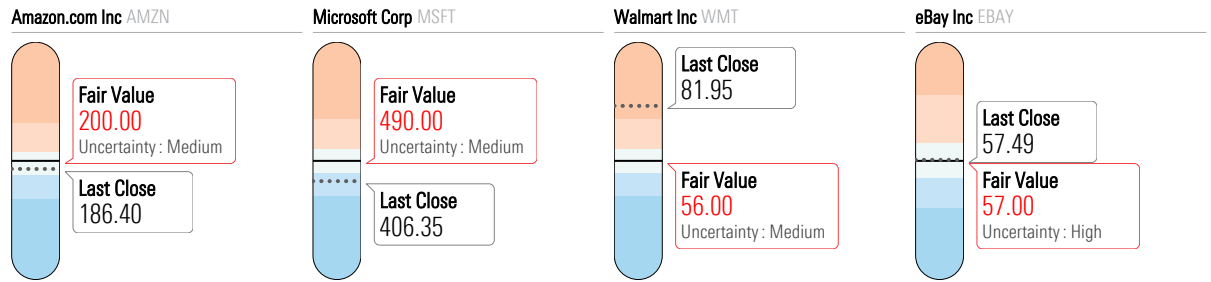 Amazon.com Inc AMZN
Fair Value
200.00
Uncertainty : Medium
Last Close
186.40
Microsoft Corp MSFT
Fair Value
490.00
Uncertainty : Medium
Last Close
406.35
Walmart Inc WMT
Last Close
81.95
Fair Value
56.00
Uncertainty : Medium
eBay Inc EBAY
Last Close
57.49
Fair Value
57.00
Uncertainty : High